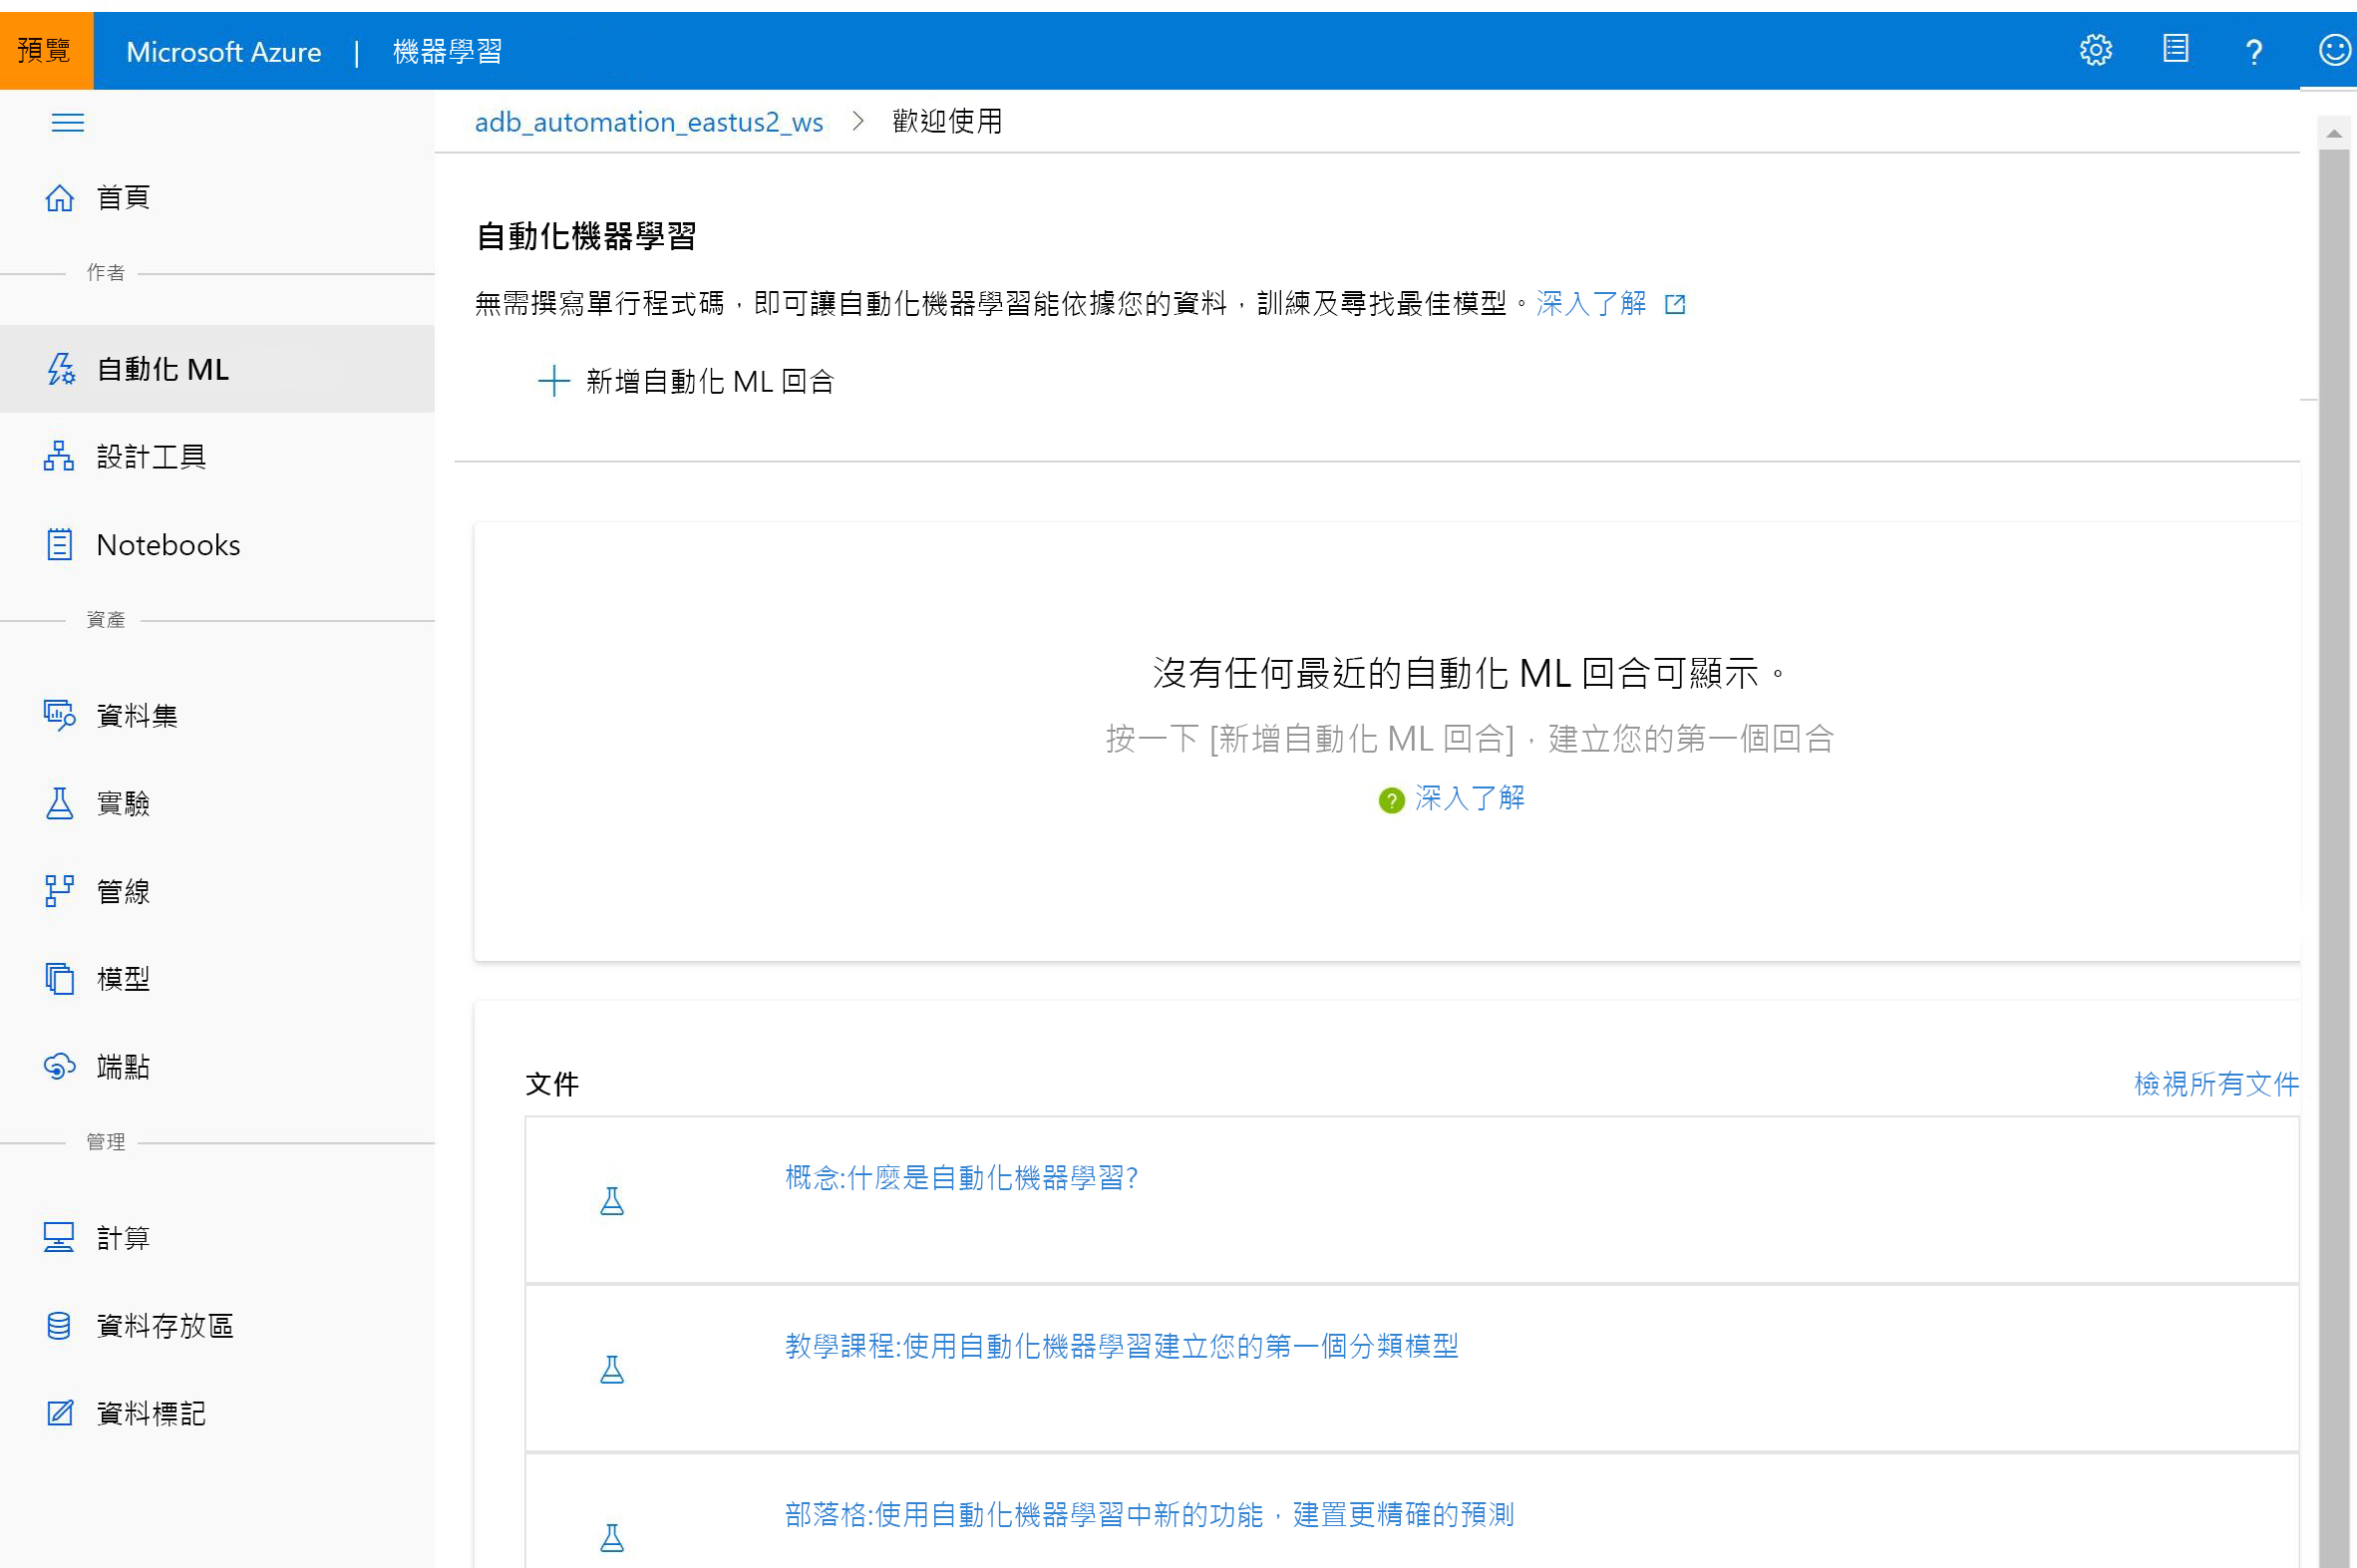 預覽
Microsoft Azure | 機器學習
?
adb_automation_eastus2_ws > 歡迎使用
首頁
作者
自動化 ML
設計工具
Notebooks
資產
資料集
實驗
管線
模型
端點
管理
計算
資料存放區
資料標記
自動化機器學習
無需撰寫單行程式碼，即可讓自動化機器學習能依據您的資料，訓練及尋找最佳模型。深入了解
新增自動化 ML 回合
沒有任何最近的自動化 ML 回合可顯示。
按一下 [新增自動化 ML 回合]，建立您的第一個回合
? 深入了解
文件
檢視所有文件
概念:什麼是自動化機器學習?
教學課程:使用自動化機器學習建立您的第一個分類模型
部落格:使用自動化機器學習中新的功能，建置更精確的預測